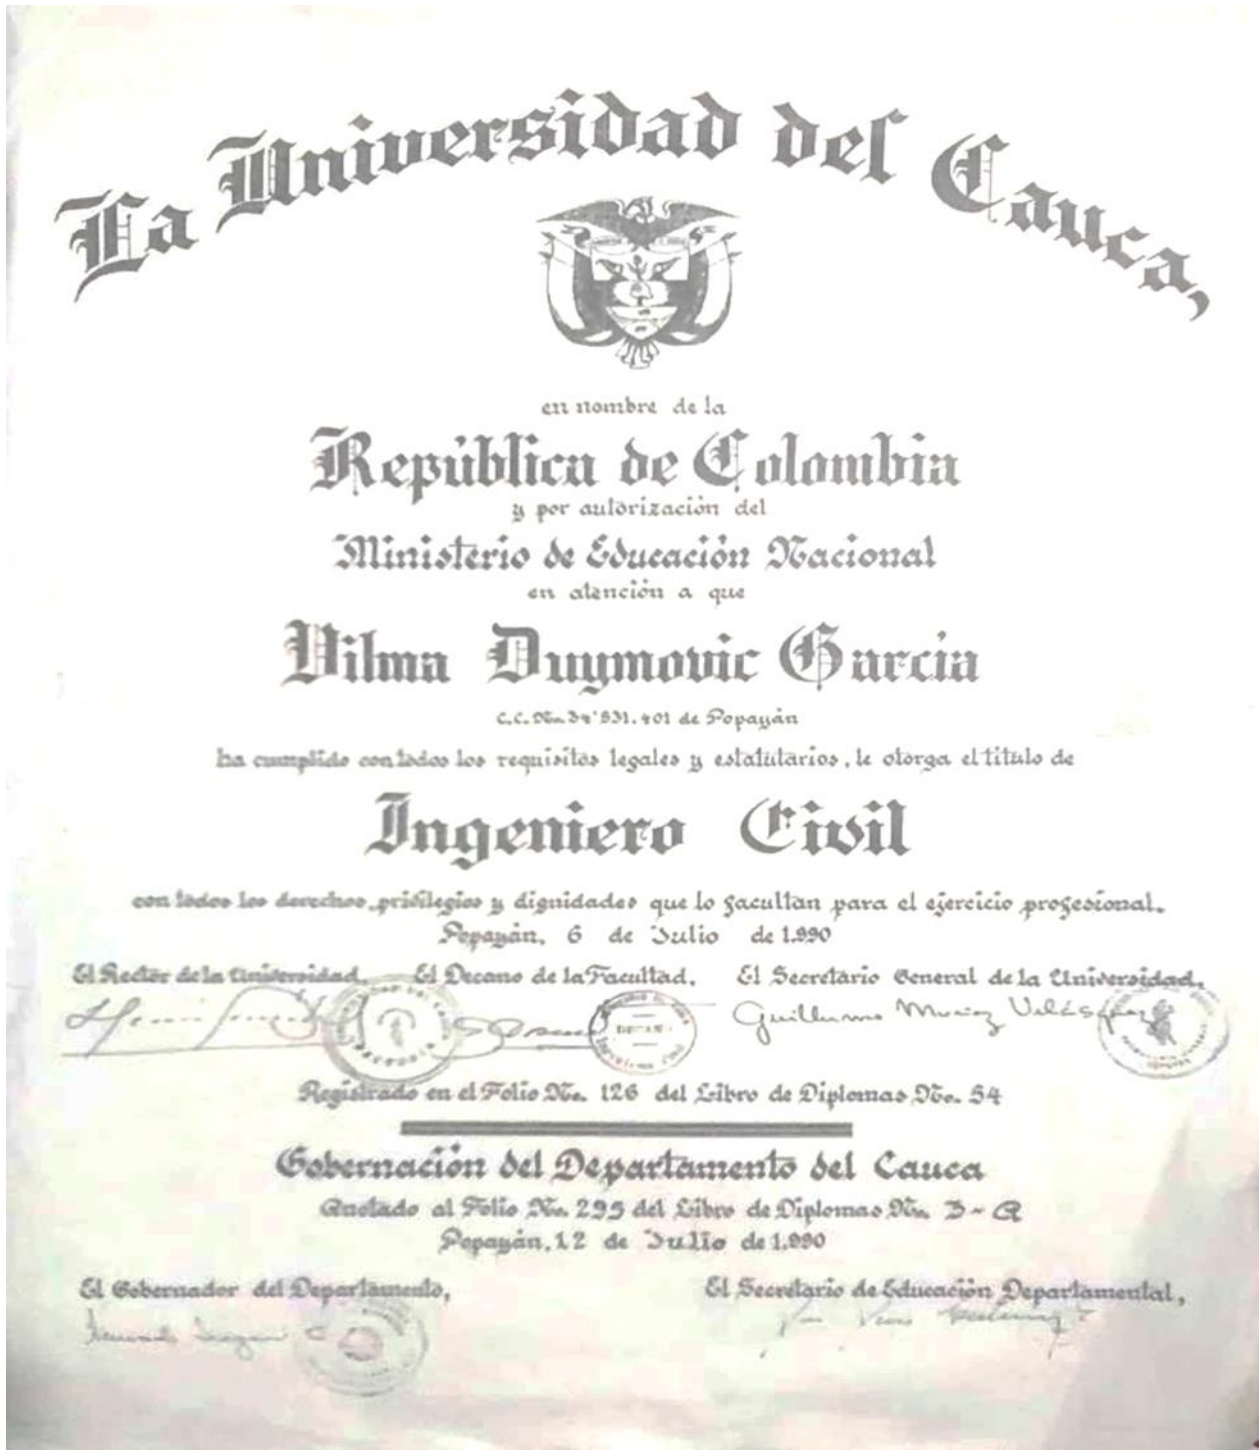 La Universidad del Cauca,
en nombre de la
República de Colombia
y por autorización del
Ministerio de Educación Nacional
en atención a que
Vilma Duymovic García
C.C. No. 34'531.401 de Popayán
ha cumplido con todos los requisitos legales y estatutarios, le otorga el título de
Ingeniero Civil
con todos los derechos, privilegios y dignidades que lo facultan para el ejercicio profesional.
Popayán, 6 de Julio de 1.990
El Rector de la Universidad, El Decano de la Facultad, El Secretario General de la Universidad,
Guillermo Muñoz Velásquez
Registrado en el Folio No. 126 del Libro de Diplomas No. 54
Gobernación del Departamento del Cauca
Anotado al Folio No. 295 del Libro de Diplomas No. 3-A
Popayán, 12 de Julio de 1.990
El Gobernador del Departamento, El Secretario de Educación Departamental,